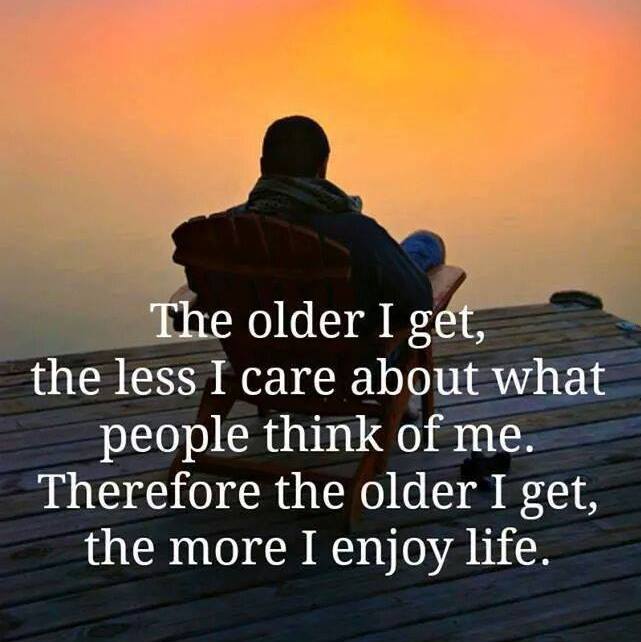 The older I get,
the less I care about what
people think of me.
Therefore the older I get,
the more I enjoy life.